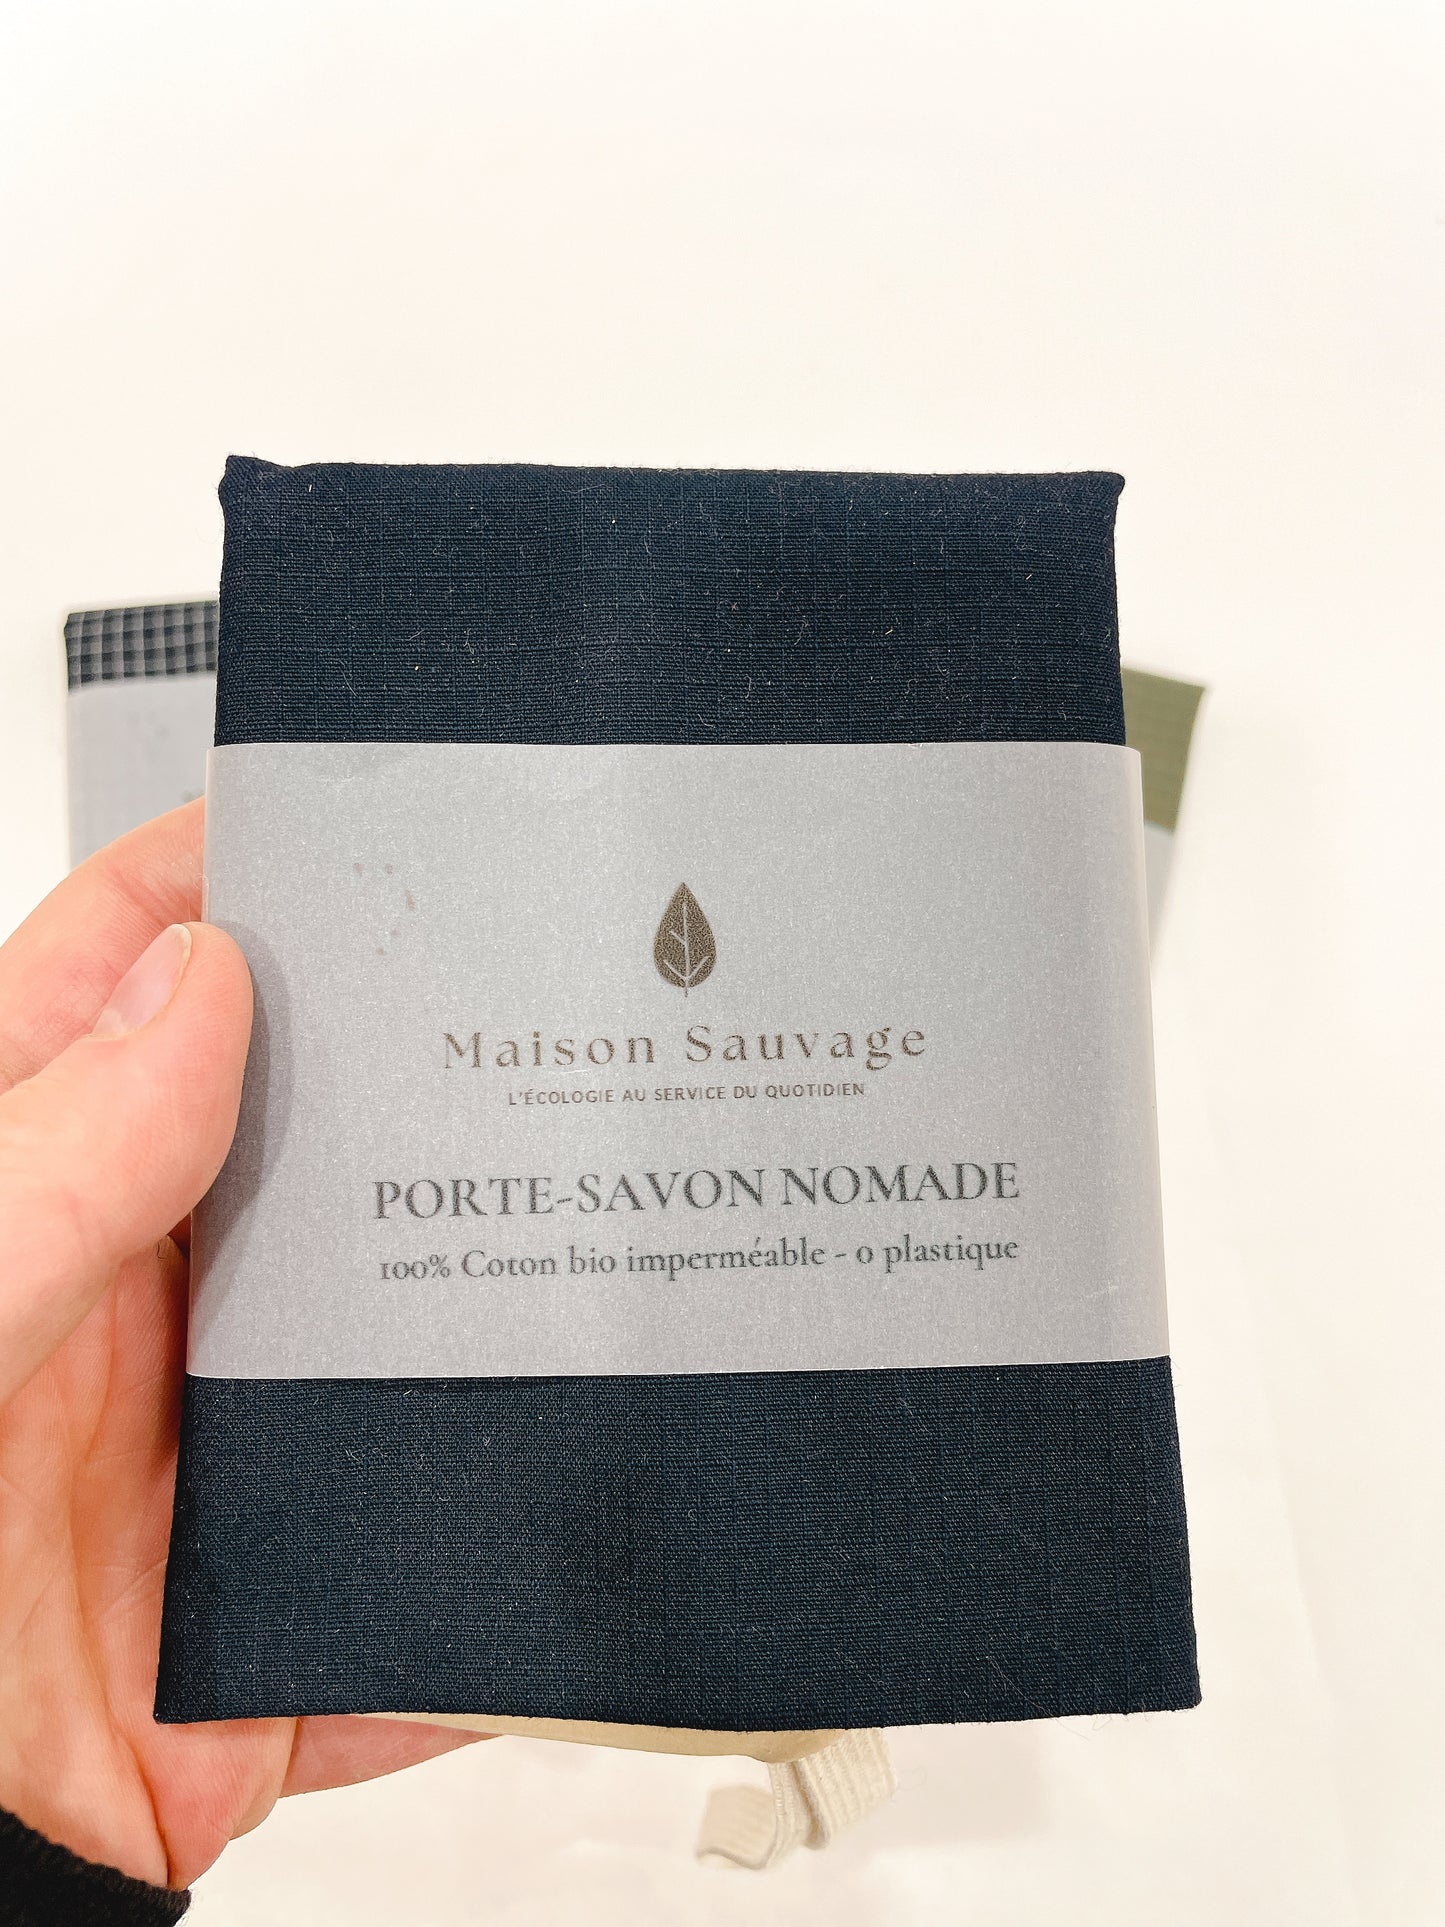 Maison Sauvage
L'ÉCOLOGIE AU SERVICE DU QUOTIDIEN
PORTE-SAVON NOMADE
100% Coton bio imperméable - 0 plastique